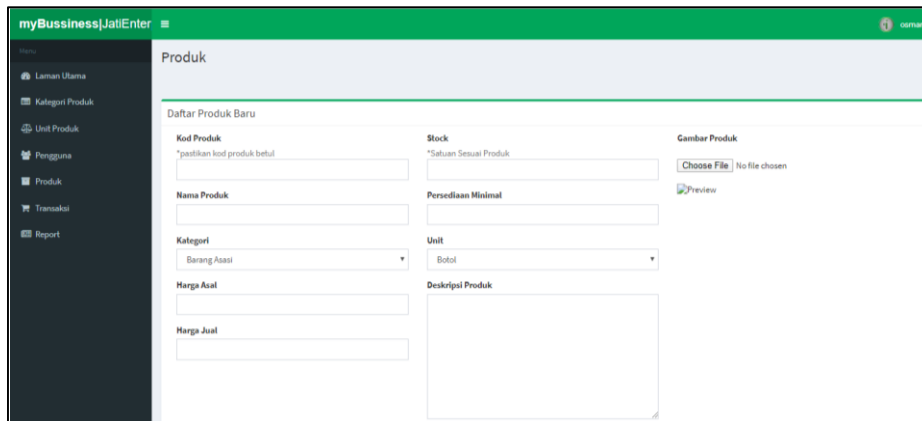 myBussiness|JatiEnter
Menu
Laman Utama
Kategori Produk
Unit Produk
Pengguna
Produk
Transaksi
Report
Produk
Daftar Produk Baru
Kod Produk
*pastikan kod produk betul
Nama Produk
Kategori
Barang Asasi
Harga Asal
Harga Jual
Stock
*Satuan Sesuai Produk
Persediaan Minimal
Unit
Botol
Deskripsi Produk
Gambar Produk
Choose File No file chosen
Preview